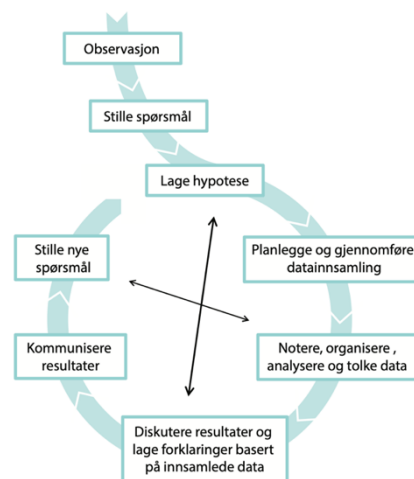 Observasjon
Stille spørsmål
Lage hypotese
Planlegge og gjennomføre
datainnsamling
Notere, organisere ,
analysere og tolke data
Diskutere resultater og
lage forklaringer basert
på innsamlede data
Kommunisere
resultater
Stille nye
spørsmål